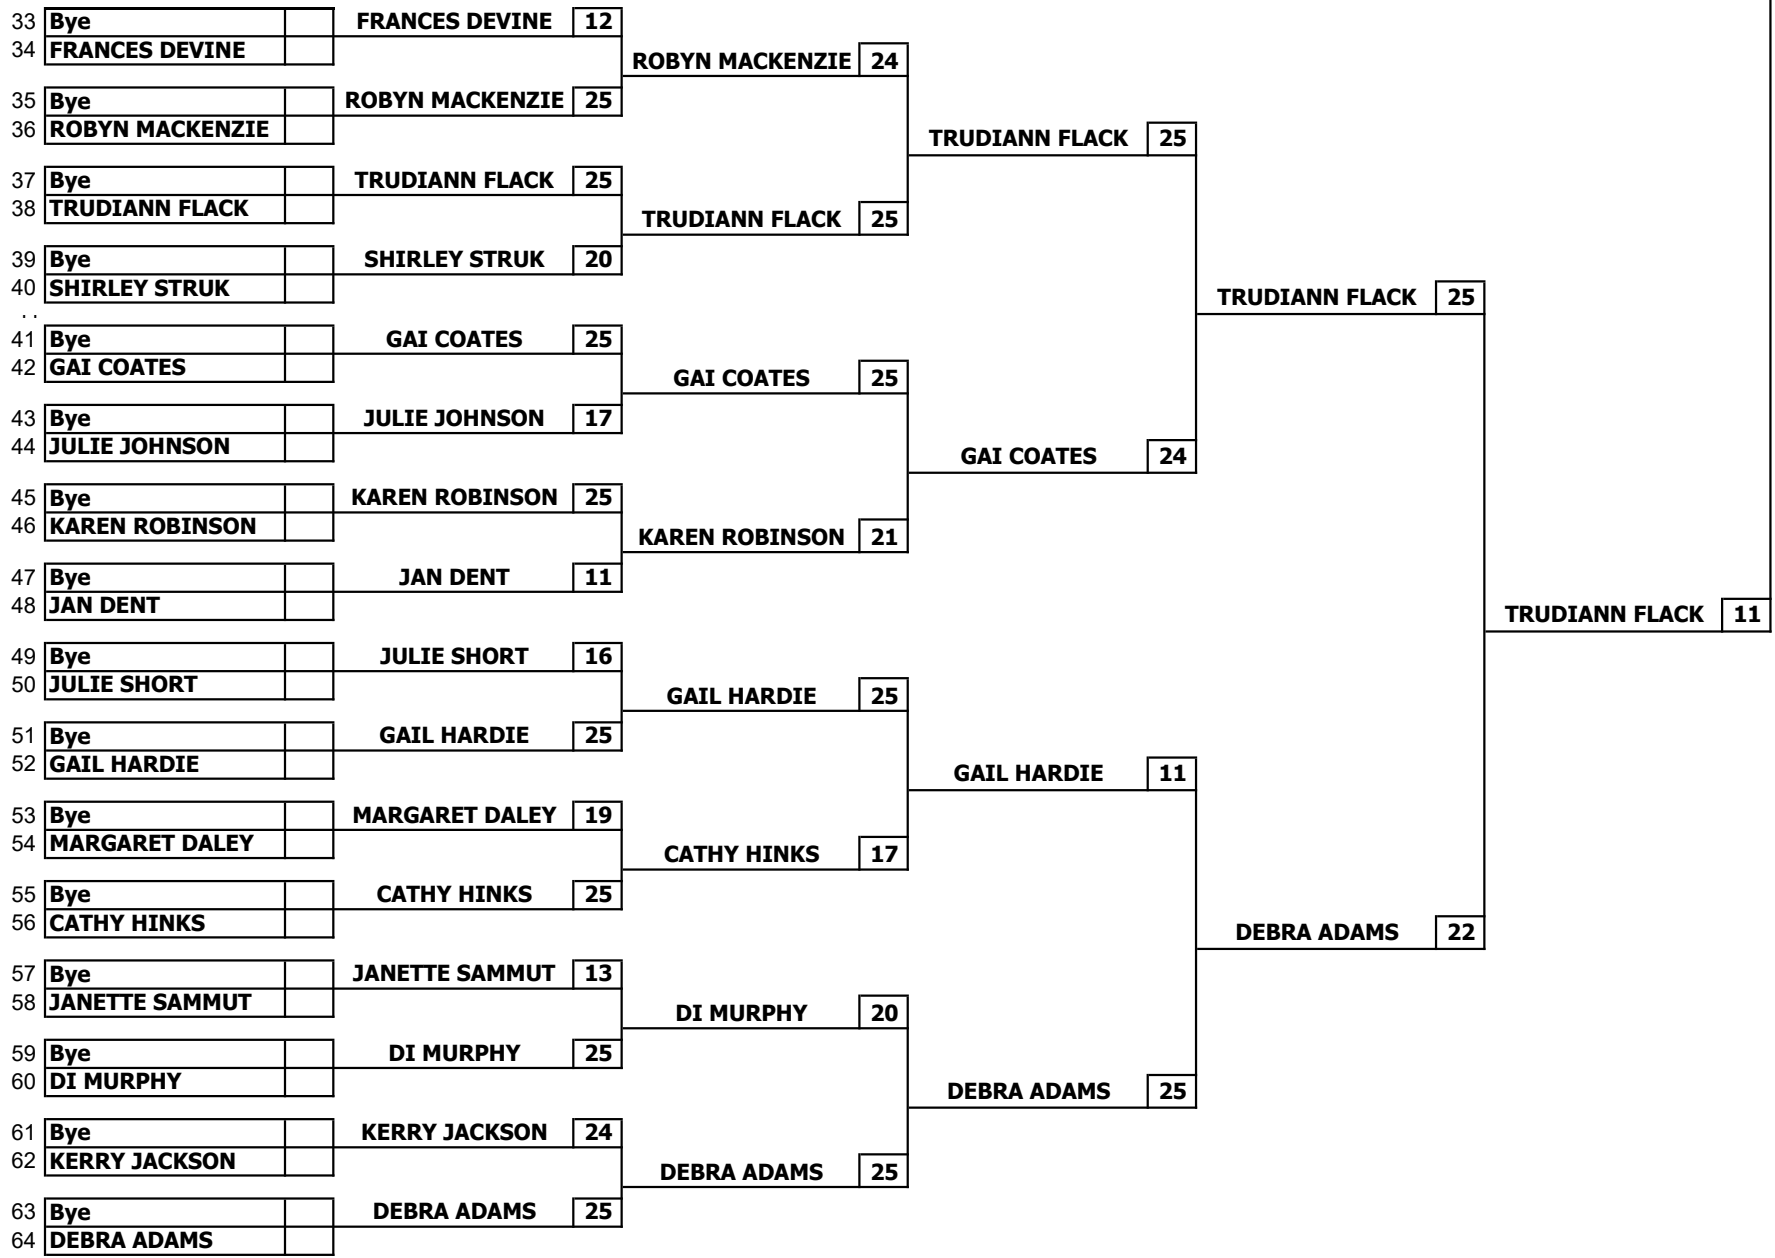 33 Bye FRANCES DEVINE 12
34 FRANCES DEVINE
ROBYN MACKENZIE 24
35 Bye ROBYN MACKENZIE 25
36 ROBYN MACKENZIE
TRUDIANN FLACK 25
37 Bye TRUDIANN FLACK 25
38 TRUDIANN FLACK
TRUDIANN FLACK 25
39 Bye SHIRLEY STRUK 20
40 SHIRLEY STRUK
TRUDIANN FLACK 25
41 Bye GAI COATES 25
42 GAI COATES
GAI COATES 25
43 Bye JULIE JOHNSON 17
44 JULIE JOHNSON
GAI COATES 24
45 Bye KAREN ROBINSON 25
46 KAREN ROBINSON
KAREN ROBINSON 21
47 Bye JAN DENT 11
48 JAN DENT
TRUDIANN FLACK 11
49 Bye JULIE SHORT 16
50 JULIE SHORT
GAIL HARDIE 25
51 Bye GAIL HARDIE 25
52 GAIL HARDIE
GAIL HARDIE 11
53 Bye MARGARET DALEY 19
54 MARGARET DALEY
CATHY HINKS 17
55 Bye CATHY HINKS 25
56 CATHY HINKS
DEBRA ADAMS 22
57 Bye JANETTE SAMMUT 13
58 JANETTE SAMMUT
DI MURPHY 20
59 Bye DI MURPHY 25
60 DI MURPHY
DEBRA ADAMS 25
61 Bye KERRY JACKSON 24
62 KERRY JACKSON
DEBRA ADAMS 25
63 Bye DEBRA ADAMS 25
64 DEBRA ADAMS